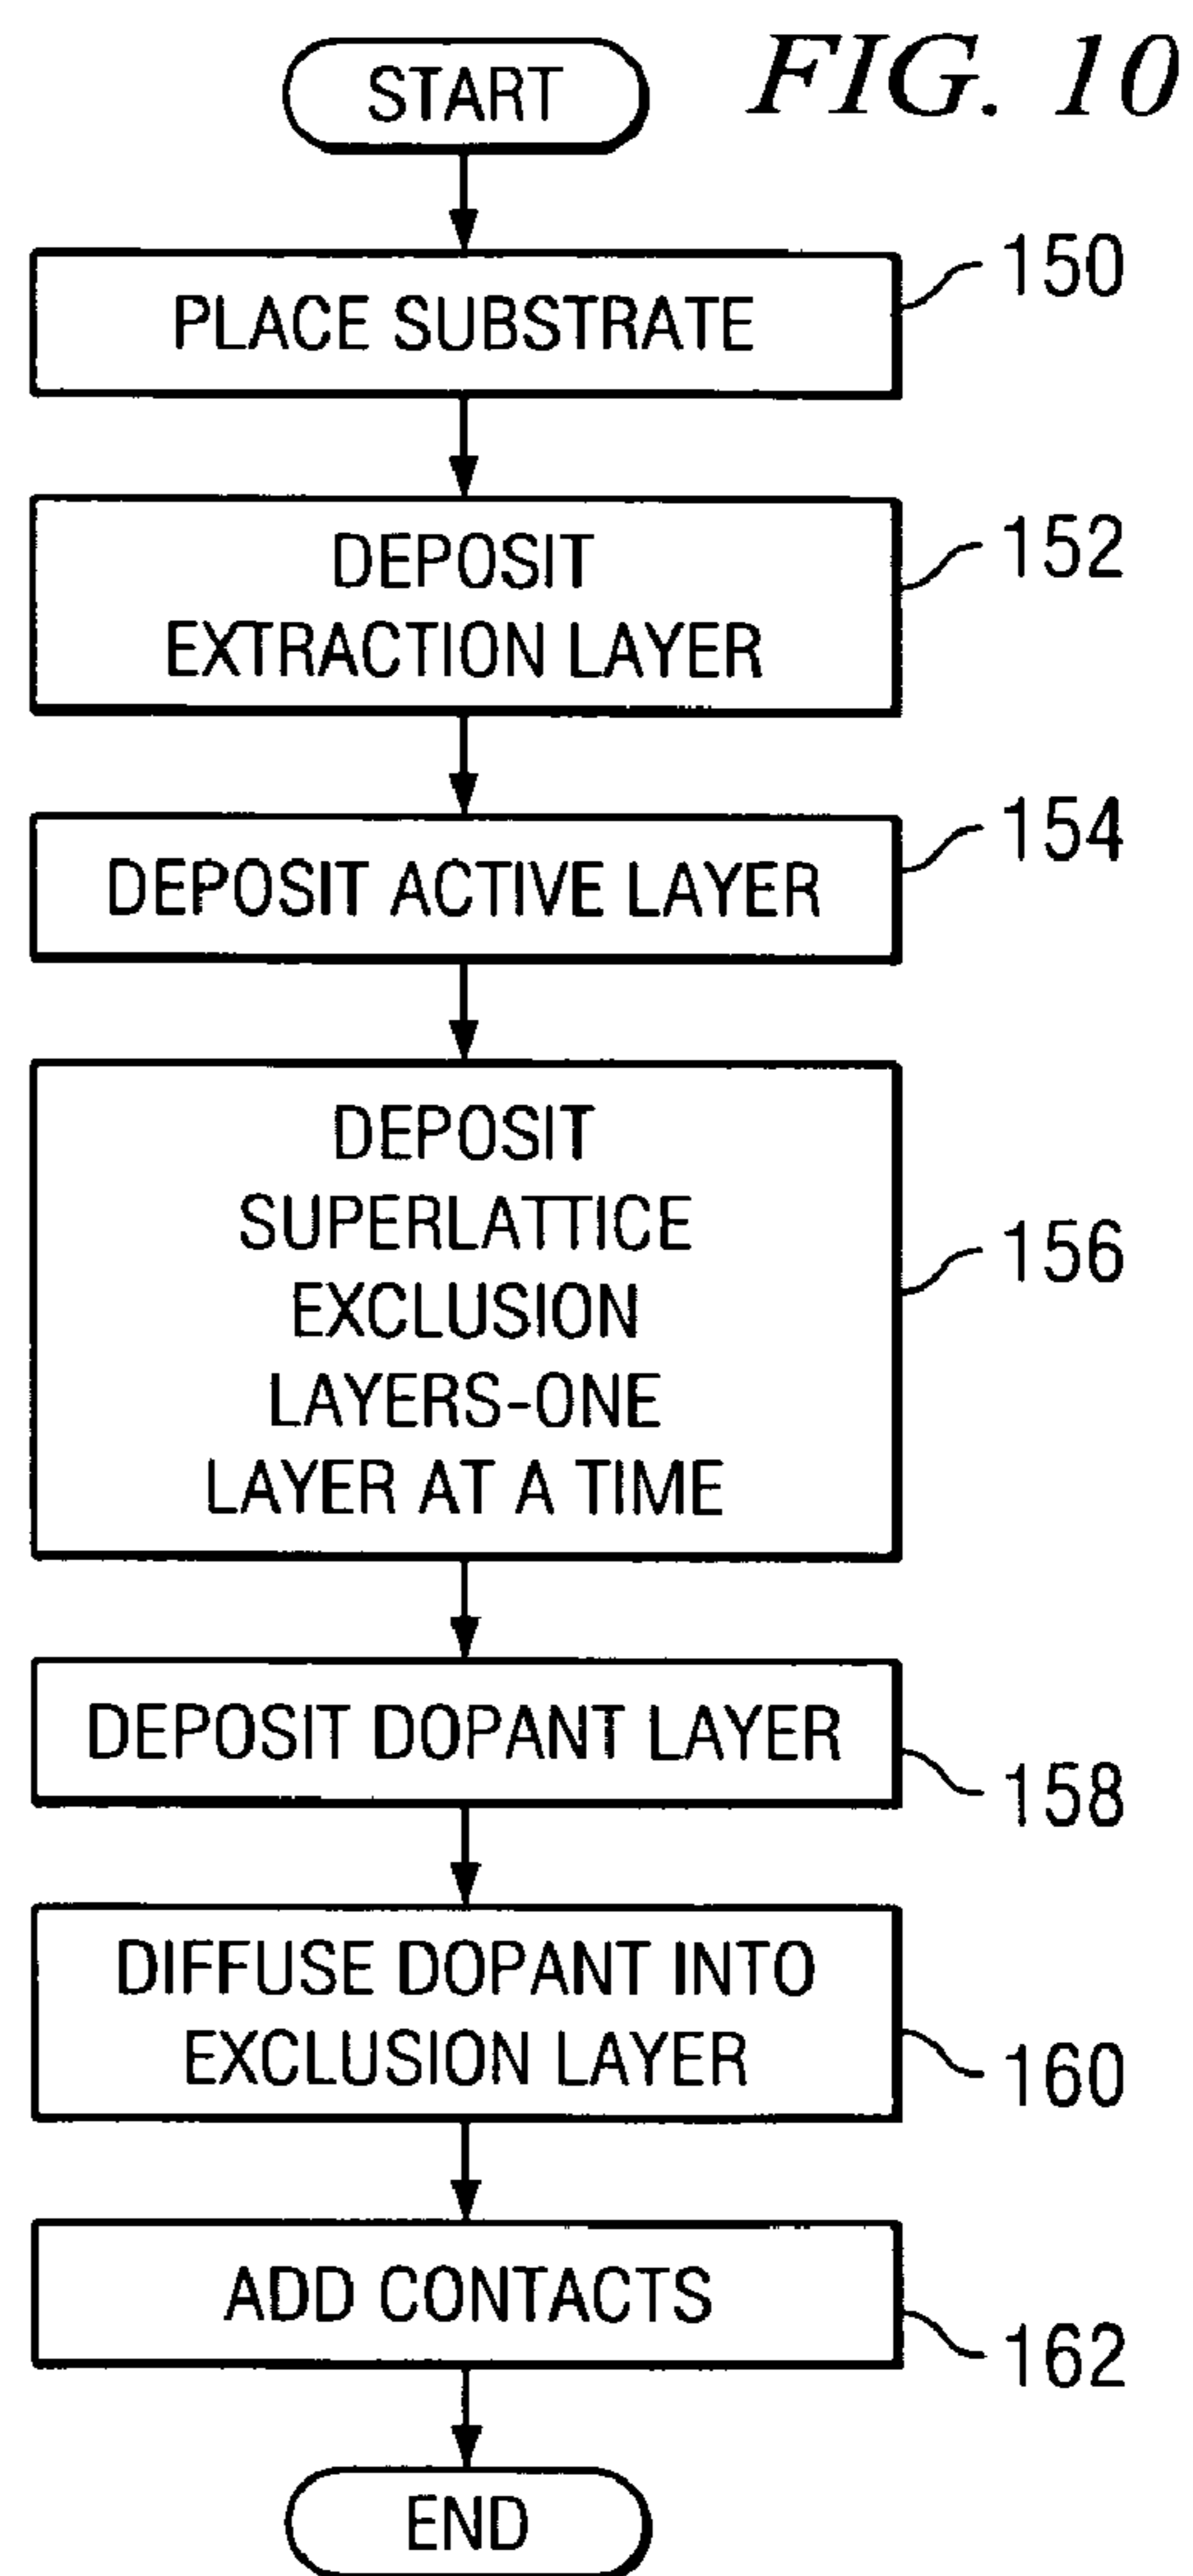 FIG. 10
START
PLACE SUBSTRATE
150
DEPOSIT
EXTRACTION LAYER
152
DEPOSIT ACTIVE LAYER
154
DEPOSIT
SUPERLATTICE
EXCLUSION
LAYERS-ONE
LAYER AT A TIME
156
DEPOSIT DOPANT LAYER
158
DIFFUSE DOPANT INTO
EXCLUSION LAYER
160
ADD CONTACTS
162
END